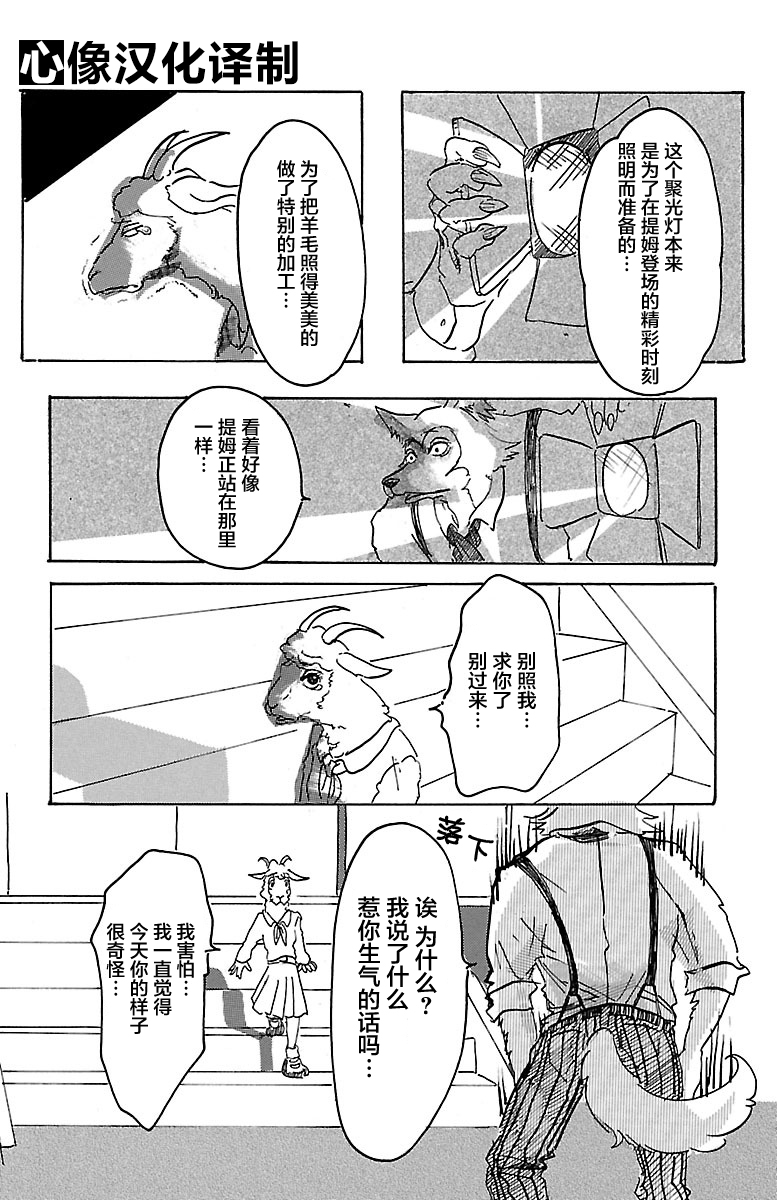 心像汉化译制
这个聚光灯本来
是为了在提姆登场的精彩时刻
照明而准备的…
为了把羊毛照得美美的
做了特别的加工…
看着好像
提姆正站在那里
一样…
别照我…
求你了
别过来…
落下
诶 为什么？
我说了什么
惹你生气的话吗…
我害怕…
我一直觉得
今天你的样子
很奇怪…